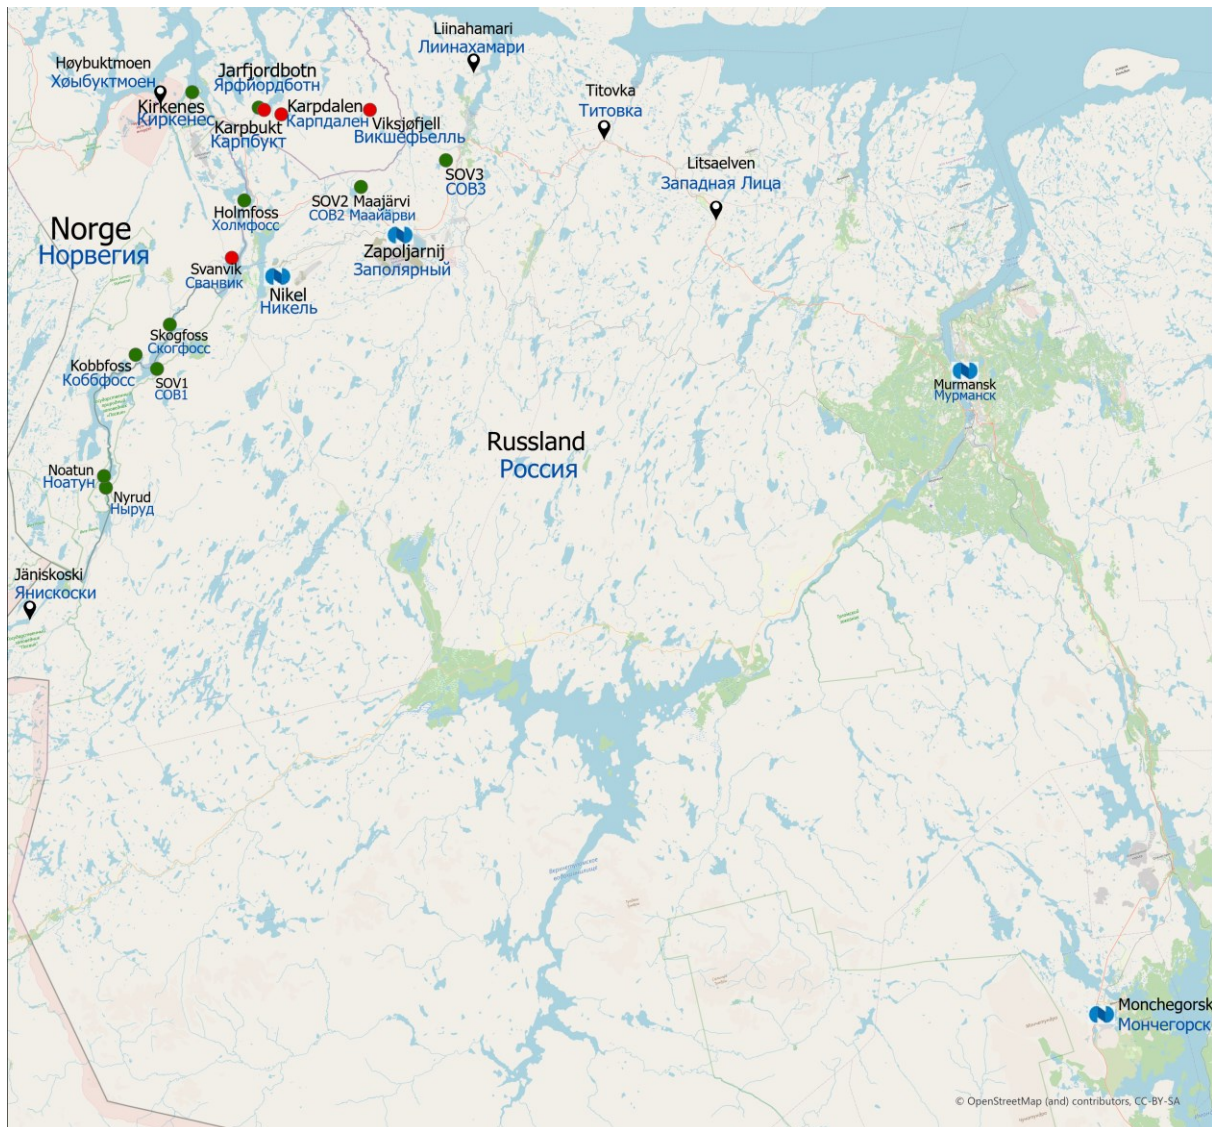 Liinahamari
Лиинахамари
Høybuktmoen
Хøыбуктмоен
Jarfjordbotn
Ярфйордботн
Titovka
Титовка
Kirkenes
Киркенес
Karpdalen
Карпдален
Karpbukt
Карпбукт
Viksjøfjell
Викшефьелль
Litsaelven
Западная Лица
SOV3
СОВ3
SOV2 Maajärvi
СОВ2 Маайарви
Holmfoss
Холмфосс
Norge
Норвегия
Zapoljarnij
Заполярный
Svanvik
Сванвик
Nikel
Никель
Skogfoss
Скогфосс
Kobbfoss
Коббфосс
SOV1
СОВ1
Murmansk
Мурманск
Russland
Россия
Noatun
Ноатун
Nyrud
Ныруд
Jäniskoski
Янискоски
Monchegorsk
Мончегорск
© OpenStreetMap (and) contributors, CC-BY-SA